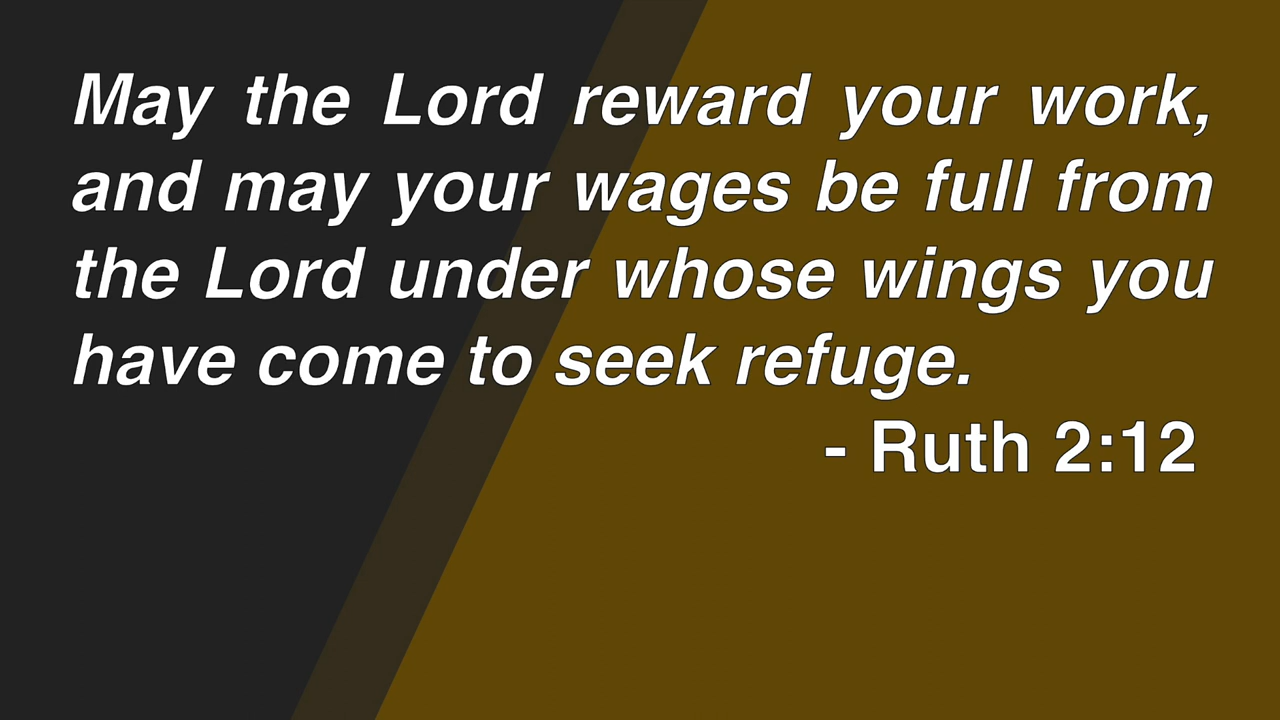 May the Lord reward your work,
and may your wages be full from
the Lord under whose wings you
have come to seek refuge.
- Ruth 2:12